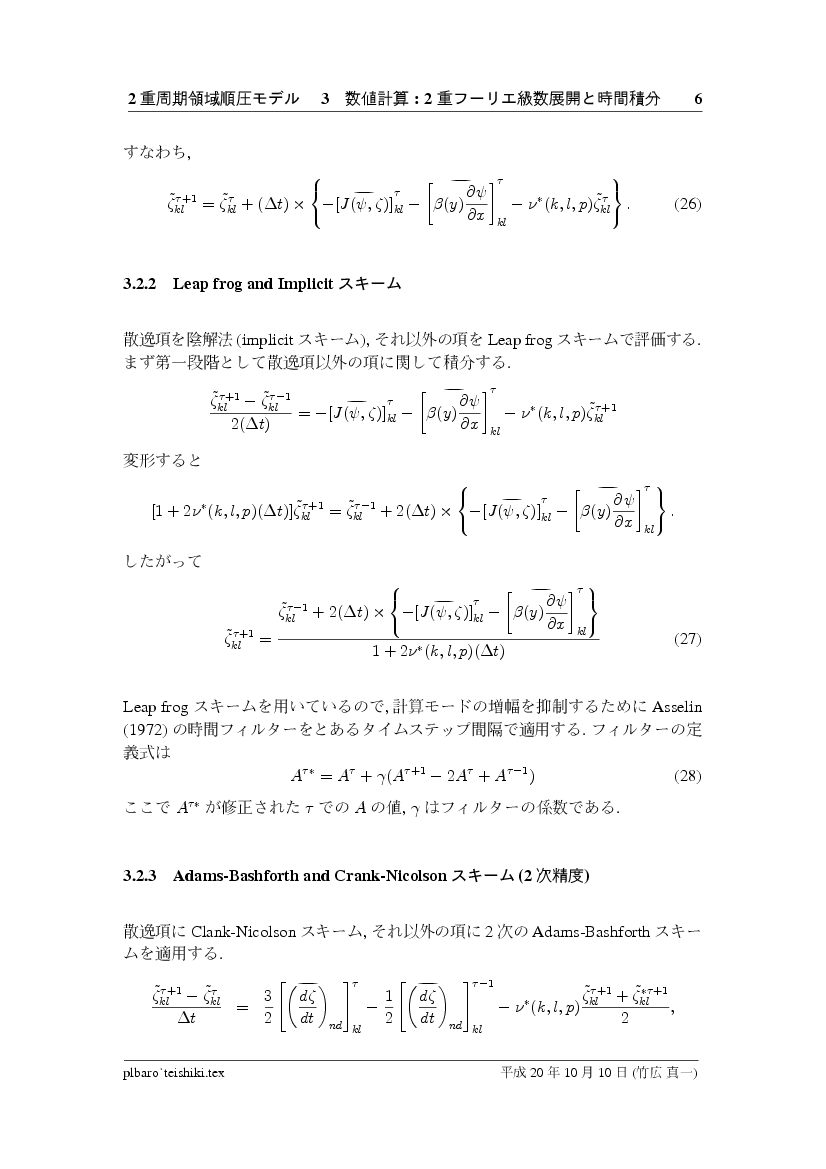 2 重周期領域順圧モデル 3 数値計算 : 2 重フーリエ級数展開と時間積分 6
すなわち,
$\tilde{\zeta}_{kl}^{\tau+1} = \tilde{\zeta}_{kl}^{\tau} + (\Delta t) \times \left\{ -\widetilde{[J(\psi, \zeta)]}_{kl}^{\tau} - \left[ \widetilde{\beta(y) \frac{\partial \psi}{\partial x}} \right]_{kl}^{\tau} - \nu^{*}(k, l, p) \tilde{\zeta}_{kl}^{\tau} \right\}.$ (26)
3.2.2 Leap frog and Implicit スキーム
散逸項を陰解法 (implicit スキーム), それ以外の項を Leap frog スキームで評価する.
まず第一段階として散逸項以外の項に関して積分する.
$\frac{\tilde{\zeta}_{kl}^{\tau+1} - \tilde{\zeta}_{kl}^{\tau-1}}{2(\Delta t)} = -\widetilde{[J(\psi, \zeta)]}_{kl}^{\tau} - \left[ \widetilde{\beta(y) \frac{\partial \psi}{\partial x}} \right]_{kl}^{\tau} - \nu^{*}(k, l, p) \tilde{\zeta}_{kl}^{\tau+1}$
変形すると
$[1 + 2\nu^{*}(k, l, p)(\Delta t)] \tilde{\zeta}_{kl}^{\tau+1} = \tilde{\zeta}_{kl}^{\tau-1} + 2(\Delta t) \times \left\{ -\widetilde{[J(\psi, \zeta)]}_{kl}^{\tau} - \left[ \widetilde{\beta(y) \frac{\partial \psi}{\partial x}} \right]_{kl}^{\tau} \right\}.$
したがって
$\tilde{\zeta}_{kl}^{\tau+1} = \frac{\tilde{\zeta}_{kl}^{\tau-1} + 2(\Delta t) \times \left\{ -\widetilde{[J(\psi, \zeta)]}_{kl}^{\tau} - \left[ \widetilde{\beta(y) \frac{\partial \psi}{\partial x}} \right]_{kl}^{\tau} \right\}}{1 + 2\nu^{*}(k, l, p)(\Delta t)}$ (27)
Leap frog スキームを用いているので, 計算モードの増幅を抑制するために Asselin
(1972) の時間フィルターをとあるタイムステップ間隔で適用する. フィルターの定
義式は
$A^{\tau *} = A^{\tau} + \gamma (A^{\tau+1} - 2A^{\tau} + A^{\tau-1})$ (28)
ここで $A^{\tau *}$ が修正された $\tau$ での $A$ の値, $\gamma$ はフィルターの係数である.
3.2.3 Adams-Bashforth and Crank-Nicolson スキーム (2 次精度)
散逸項に Clank-Nicolson スキーム, それ以外の項に 2 次の Adams-Bashforth スキー
ムを適用する.
$\frac{\tilde{\zeta}_{kl}^{\tau+1} - \tilde{\zeta}_{kl}^{\tau}}{\Delta t} = \frac{3}{2} \left[ \widetilde{\left( \frac{d\zeta}{dt} \right)}_{nd} \right]_{kl}^{\tau} - \frac{1}{2} \left[ \widetilde{\left( \frac{d\zeta}{dt} \right)}_{nd} \right]_{kl}^{\tau-1} - \nu^{*}(k, l, p) \frac{\tilde{\zeta}_{kl}^{\tau+1} + \tilde{\zeta}_{kl}^{*\tau+1}}{2},$
plbaro˙teishiki.tex 平成 20 年 10 月 10 日 (竹広 真一)